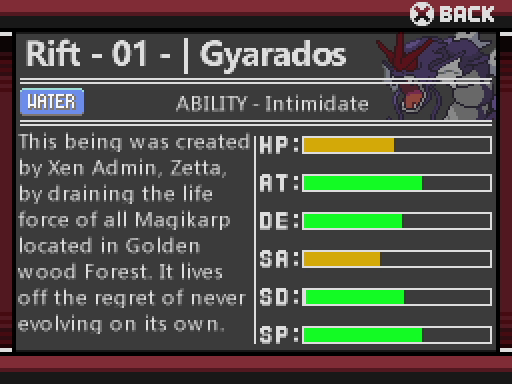 BACK
Rift - 01 - | Gyarados
WATER
ABILITY - Intimidate
This being was created
by Xen Admin, Zetta,
by draining the life
force of all Magikarp
located in Golden
wood Forest. It lives
off the regret of never
evolving on its own.
HP:
AT:
DE:
SA:
SD:
SP: